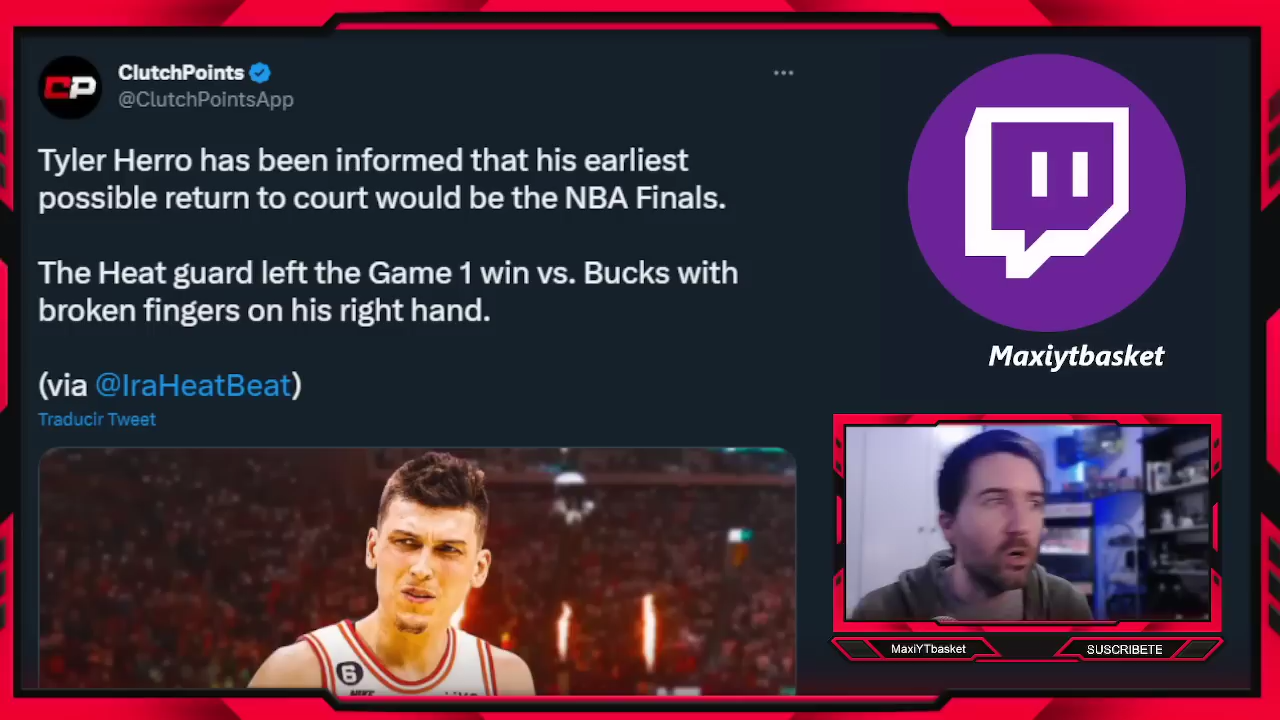 ClutchPoints
@ClutchPointsApp
Tyler Herro has been informed that his earliest
possible return to court would be the NBA Finals.
The Heat guard left the Game 1 win vs. Bucks with
broken fingers on his right hand.
(via @IraHeatBeat)
Traducir Tweet
CP
6
Maxiytbasket
MaxiYTbasket
SUSCRIBETE